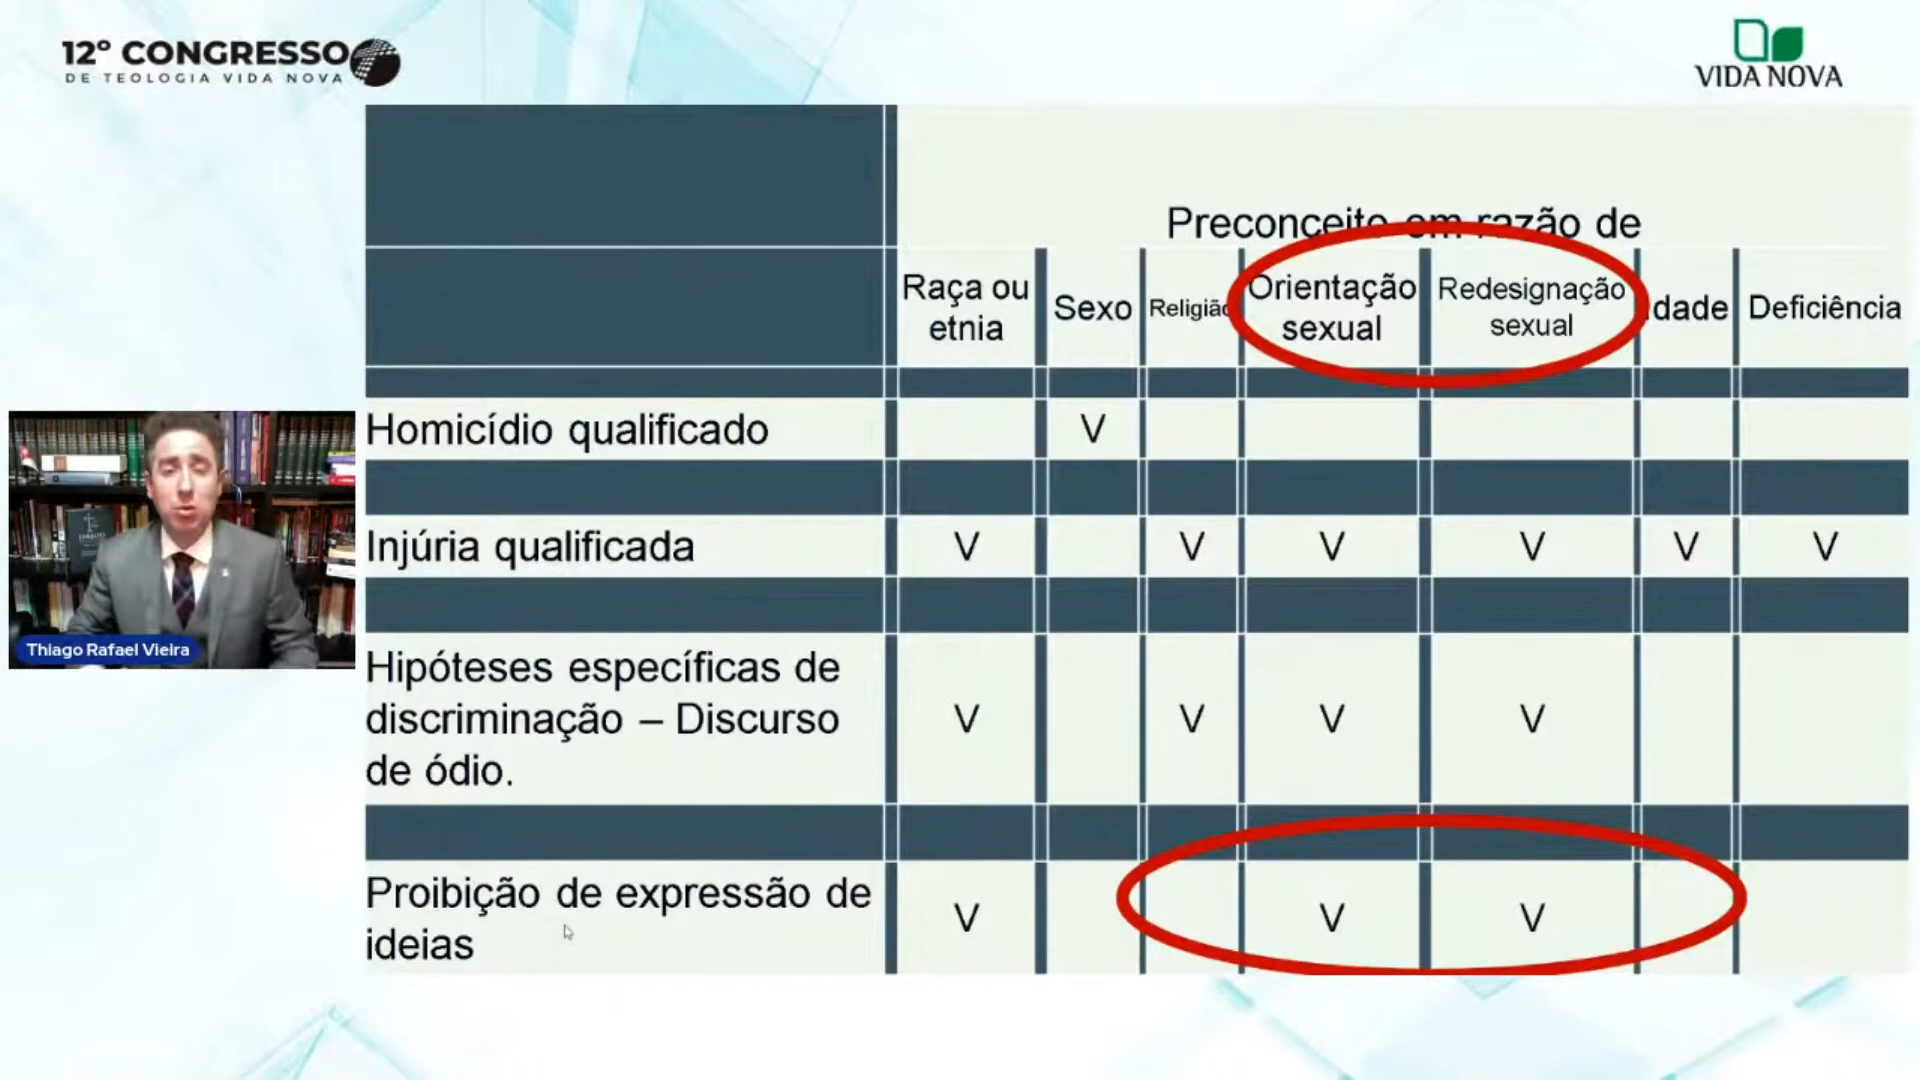 12º CONGRESSO
DE TEOLOGIA VIDA NOVA
VIDA NOVA
Preconceito em razão de
Raça ou
etnia
Sexo
Religião
Orientação
sexual
Redesignação
sexual
Idade
Deficiência
Homicídio qualificado
V
Injúria qualificada
V V V V V V
Thiago Rafael Vieira
Hipóteses específicas de
discriminação – Discurso
de ódio.
V V V V
Proibição de expressão de
ideias
V V V